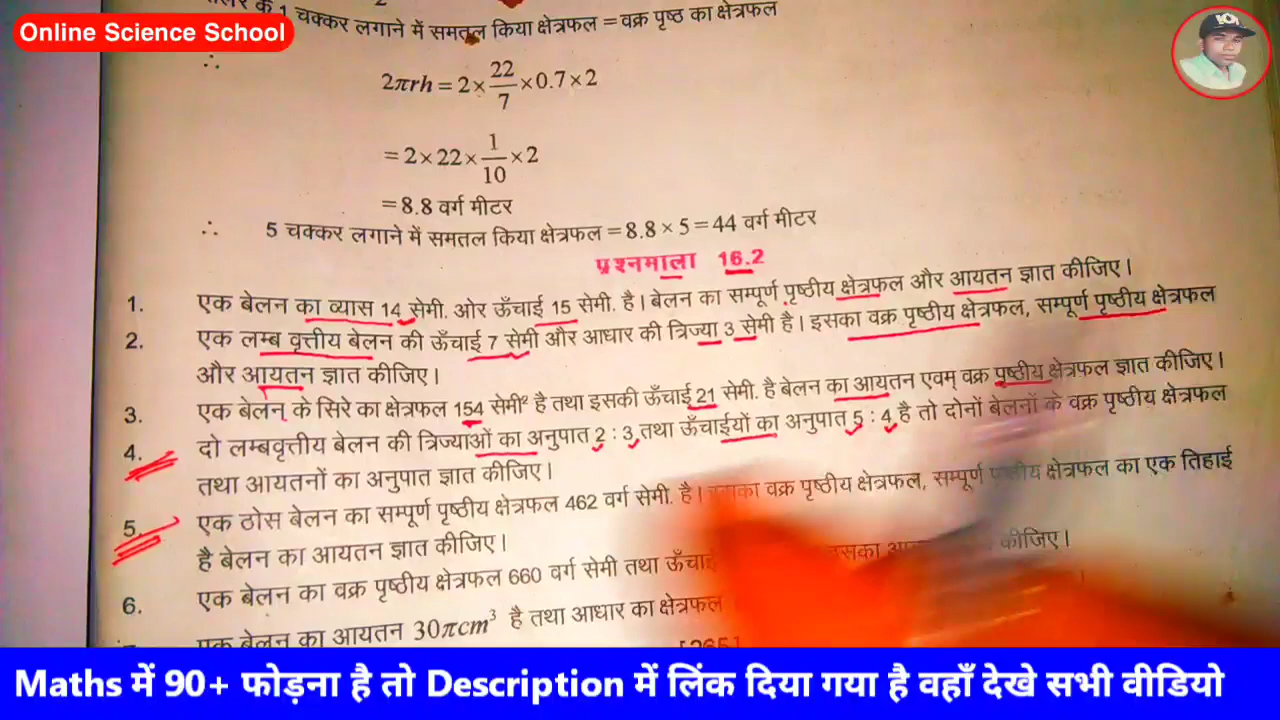 Online Science School
के 1 चक्कर लगाने में समतल किया क्षेत्रफल = वक्र पृष्ठ का क्षेत्रफल
∴
2πrh = 2 × 22/7 × 0.7 × 2
= 2 × 22 × 1/10 × 2
= 8.8 वर्ग मीटर
∴ 5 चक्कर लगाने में समतल किया क्षेत्रफल = 8.8 × 5 = 44 वर्ग मीटर
प्रश्नमाला 16.2
1. एक बेलन का व्यास 14 सेमी. ओर ऊँचाई 15 सेमी. है। बेलन का सम्पूर्ण पृष्ठीय क्षेत्रफल और आयतन ज्ञात कीजिए।
2. एक लम्ब वृत्तीय बेलन की ऊँचाई 7 सेमी और आधार की त्रिज्या 3 सेमी है। इसका वक्र पृष्ठीय क्षेत्रफल, सम्पूर्ण पृष्ठीय क्षेत्रफल
और आयतन ज्ञात कीजिए।
3. एक बेलन के सिरे का क्षेत्रफल 154 सेमी² है तथा इसकी ऊँचाई 21 सेमी. है बेलन का आयतन एवम् वक्र पृष्ठीय क्षेत्रफल ज्ञात कीजिए।
4. दो लम्बवृत्तीय बेलन की त्रिज्याओं का अनुपात 2 : 3 तथा ऊँचाईयों का अनुपात 5 : 4 है तो दोनों बेलनों के वक्र पृष्ठीय क्षेत्रफल
तथा आयतनों का अनुपात ज्ञात कीजिए।
5. एक ठोस बेलन का सम्पूर्ण पृष्ठीय क्षेत्रफल 462 वर्ग सेमी. है। वक्र पृष्ठीय क्षेत्रफल, सम्पूर्ण क्षेत्रफल का एक तिहाई
है बेलन का आयतन ज्ञात कीजिए।
6. एक बेलन का वक्र पृष्ठीय क्षेत्रफल 660 वर्ग सेमी तथा ऊँचाई कीजिए।
एक बेलन का आयतन 30πcm³ है तथा आधार का क्षेत्रफल
Maths में 90+ फोड़ना है तो Description में लिंक दिया गया है वहाँ देखे सभी वीडियो